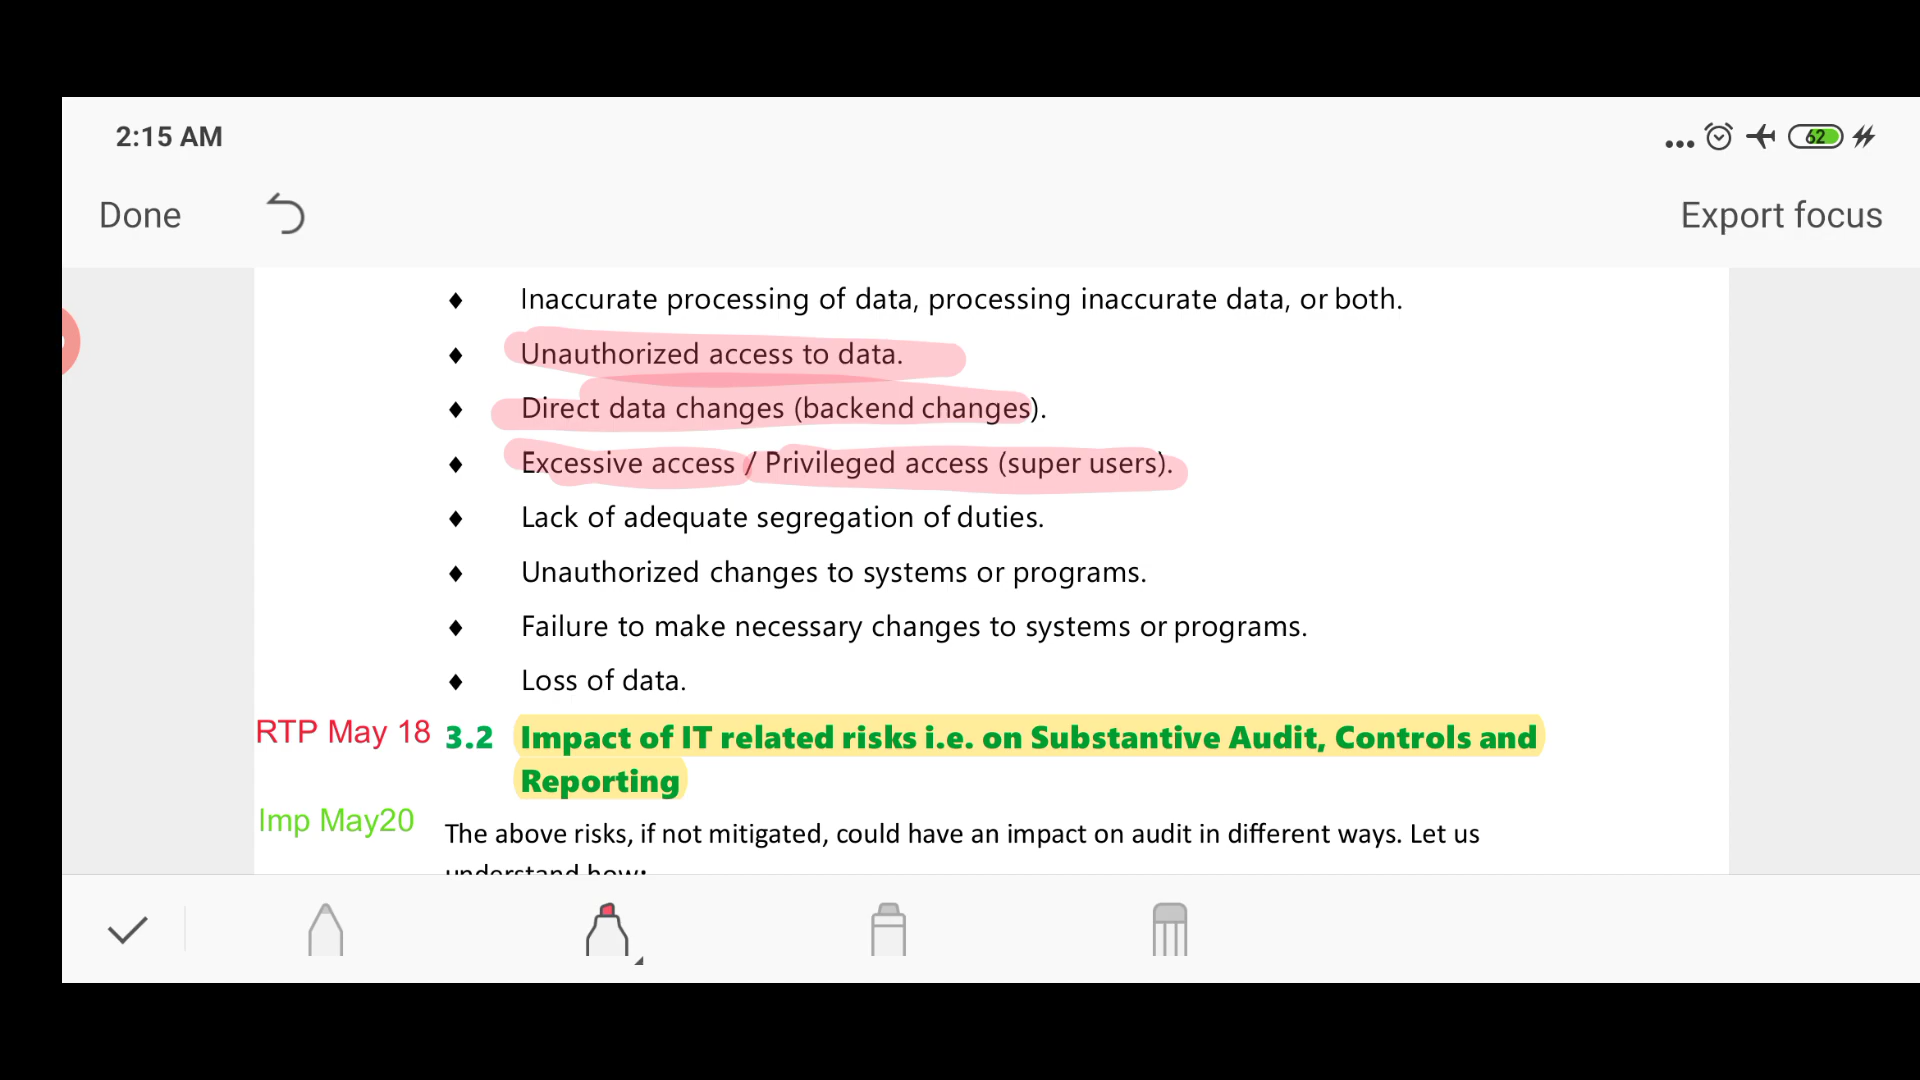 2:15 AM
62
Done
Export focus
♦ Inaccurate processing of data, processing inaccurate data, or both.
♦ Unauthorized access to data.
♦ Direct data changes (backend changes).
♦ Excessive access / Privileged access (super users).
♦ Lack of adequate segregation of duties.
♦ Unauthorized changes to systems or programs.
♦ Failure to make necessary changes to systems or programs.
♦ Loss of data.
RTP May 18 3.2 Impact of IT related risks i.e. on Substantive Audit, Controls and
Reporting
Imp May20
The above risks, if not mitigated, could have an impact on audit in different ways. Let us
understand how: